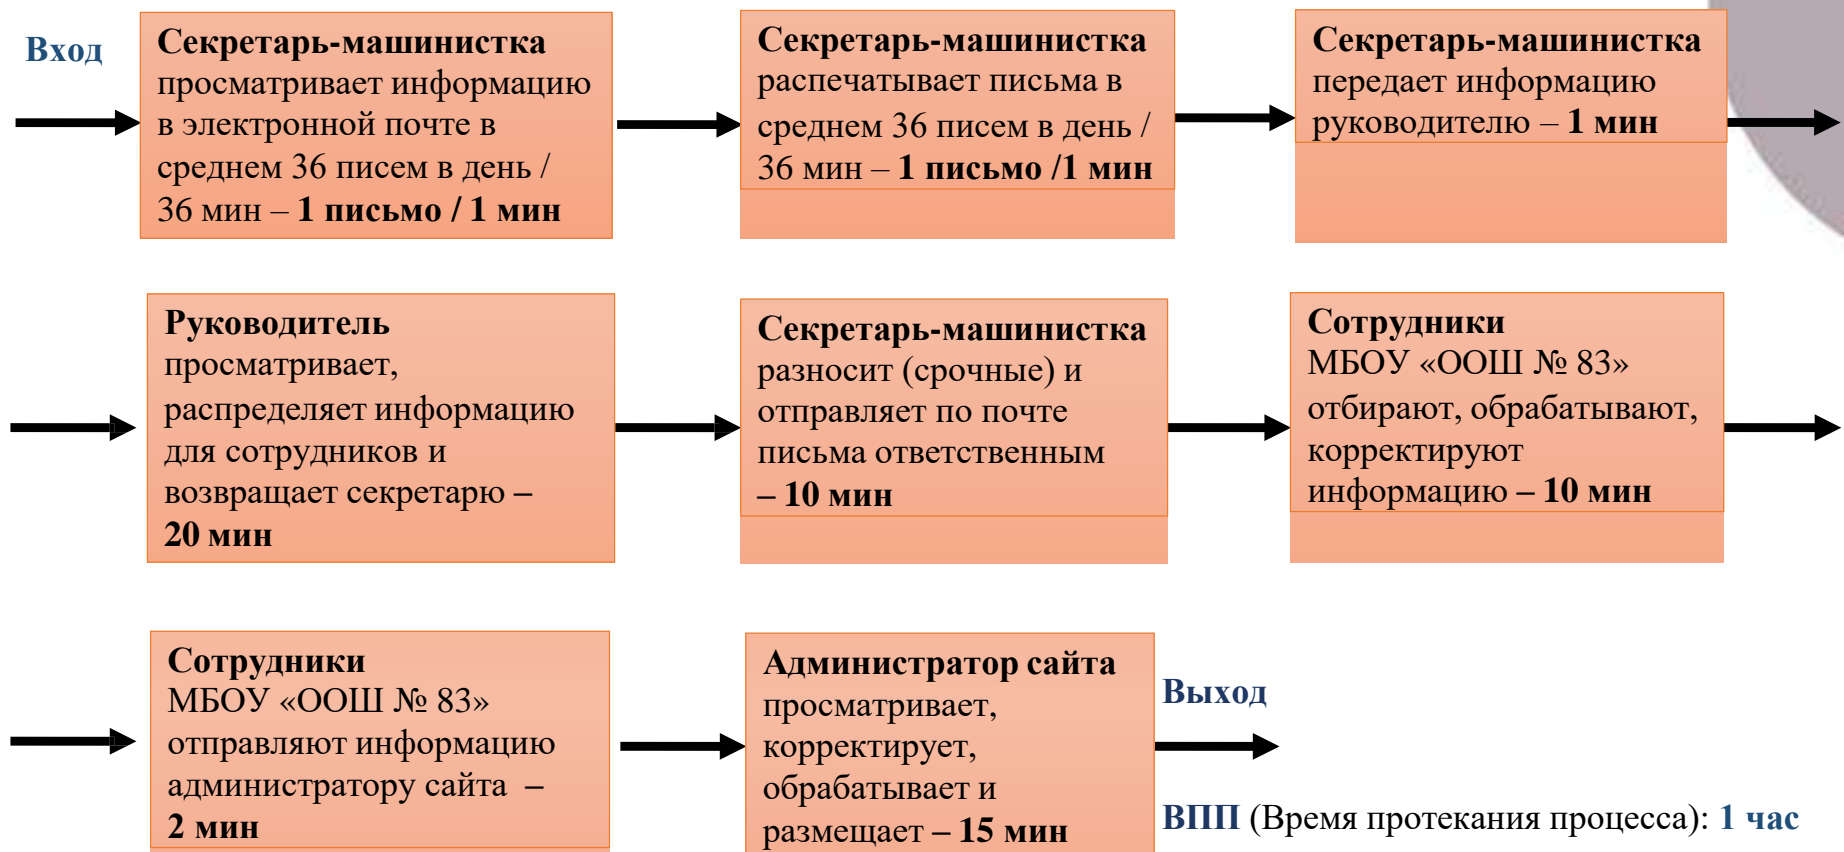 Вход
Секретарь-машинистка
просматривает информацию
в электронной почте в
среднем 36 писем в день /
36 мин – 1 письмо / 1 мин
Секретарь-машинистка
распечатывает письма в
среднем 36 писем в день /
36 мин – 1 письмо /1 мин
Секретарь-машинистка
передает информацию
руководителю – 1 мин
Руководитель
просматривает,
распределяет информацию
для сотрудников и
возвращает секретарю –
20 мин
Секретарь-машинистка
разносит (срочные) и
отправляет по почте
письма ответственным
– 10 мин
Сотрудники
МБОУ «ООШ № 83»
отбирают, обрабатывают,
корректируют
информацию – 10 мин
Сотрудники
МБОУ «ООШ № 83»
отправляют информацию
администратору сайта –
2 мин
Администратор сайта
просматривает,
корректирует,
обрабатывает и
размещает – 15 мин
Выход
ВПП (Время протекания процесса): 1 час